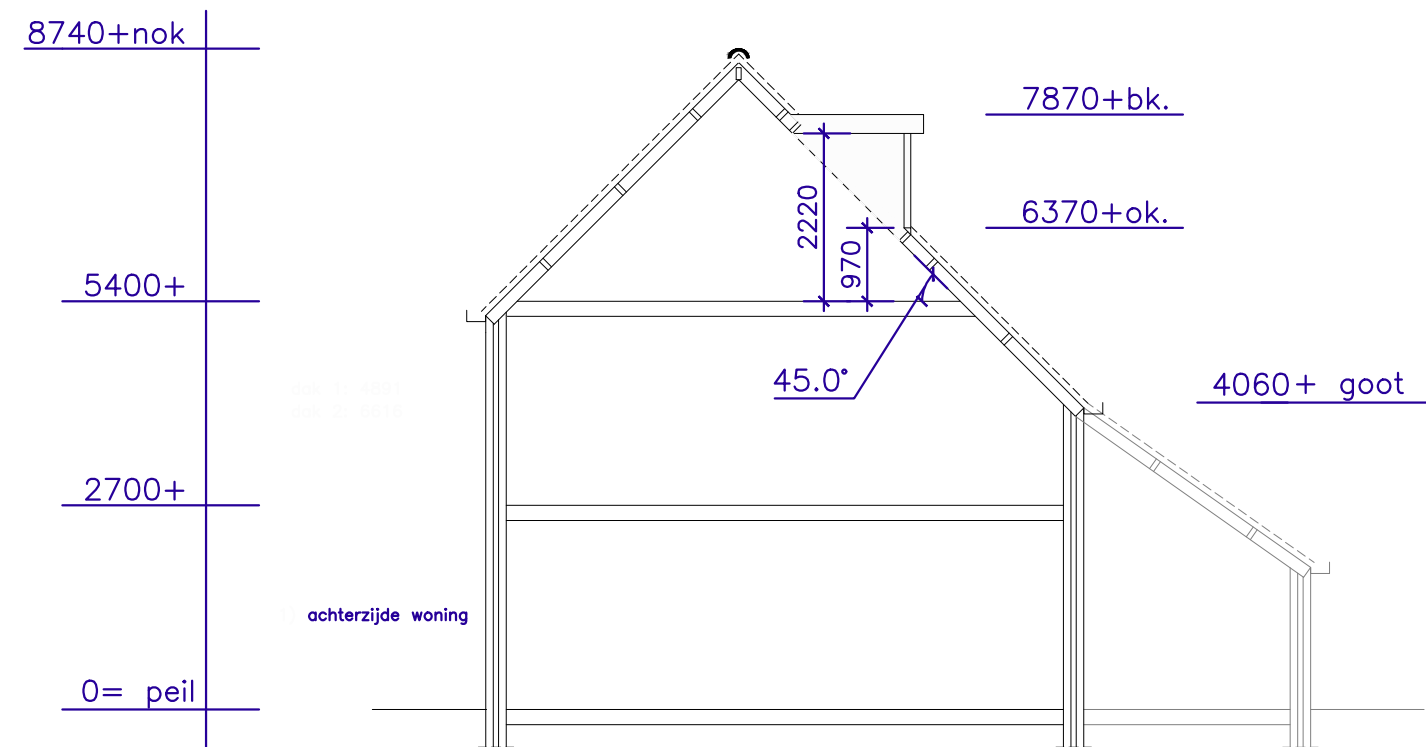 8740+nok
7870+bk.
2220
6370+ok.
970
5400+
45.0°
4060+ goot
2700+
achterzijde woning
0= peil